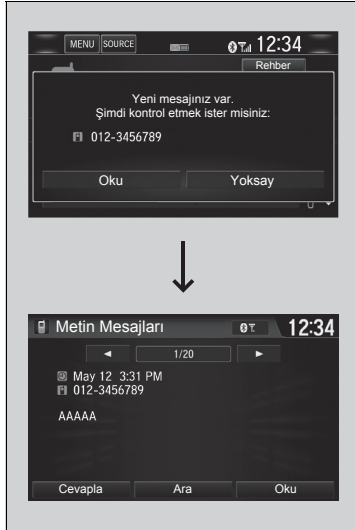 MENU SOURCE 12:34
Rehber
Yeni mesajınız var.
Şimdi kontrol etmek ister misiniz:
012-3456789
Oku Yoksay
Metin Mesajları 12:34
1/20
May 12 3:31 PM
012-3456789
AAAAA
Cevapla Ara Oku